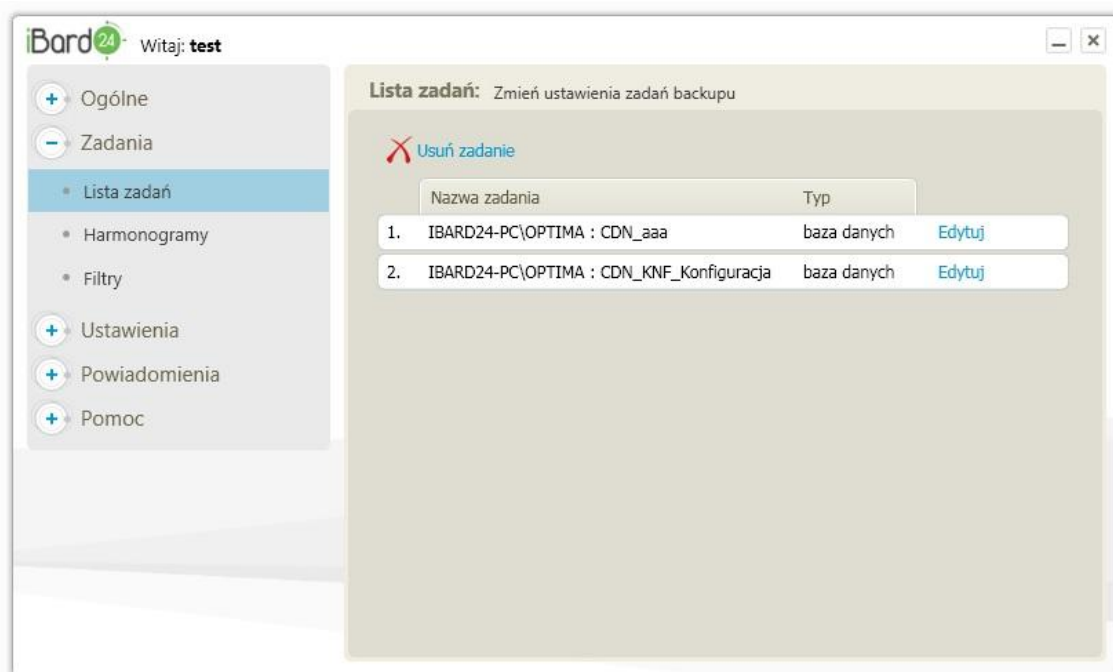 iBard24 Witaj: test
Ogólne
Zadania
Lista zadań
Harmonogramy
Filtry
Ustawienia
Powiadomienia
Pomoc
Lista zadań: Zmień ustawienia zadań backupu
Usuń zadanie
Nazwa zadania Typ
1. IBARD24-PC\OPTIMA : CDN_aaa baza danych Edytuj
2. IBARD24-PC\OPTIMA : CDN_KNF_Konfiguracja baza danych Edytuj